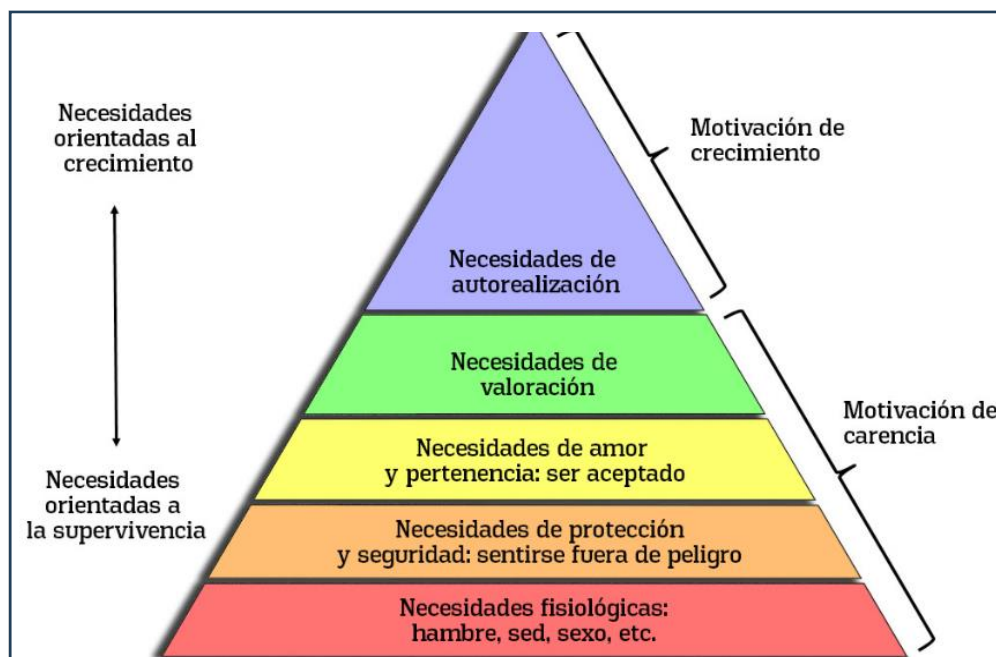 Necesidades
orientadas al
crecimiento
Motivación de
crecimiento
Necesidades de
autorealización
Necesidades de
valoración
Motivación de
carencia
Necesidades de amor
y pertenencia: ser aceptado
Necesidades
orientadas a
la supervivencia
Necesidades de protección
y seguridad: sentirse fuera de peligro
Necesidades fisiológicas:
hambre, sed, sexo, etc.